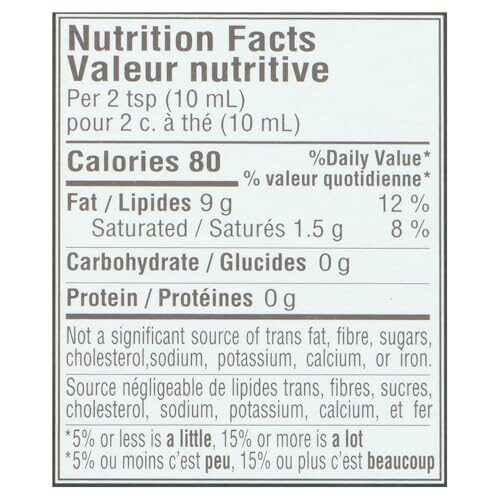 Nutrition Facts
Valeur nutritive
Per 2 tsp (10 mL)
pour 2 c. à thé (10 mL)
Calories 80
%Daily Value*
% valeur quotidienne*
Fat / Lipides 9 g 12 %
Saturated / Saturés 1.5 g 8 %
Carbohydrate / Glucides 0 g
Protein / Protéines 0 g
Not a significant source of trans fat, fibre, sugars,
cholesterol,sodium, potassium, calcium, or iron.
Source négligeable de lipides trans, fibres, sucres,
cholesterol, sodium, potassium, calcium, et fer
*5% or less is a little, 15% or more is a lot
*5% ou moins c'est peu, 15% ou plus c'est beaucoup